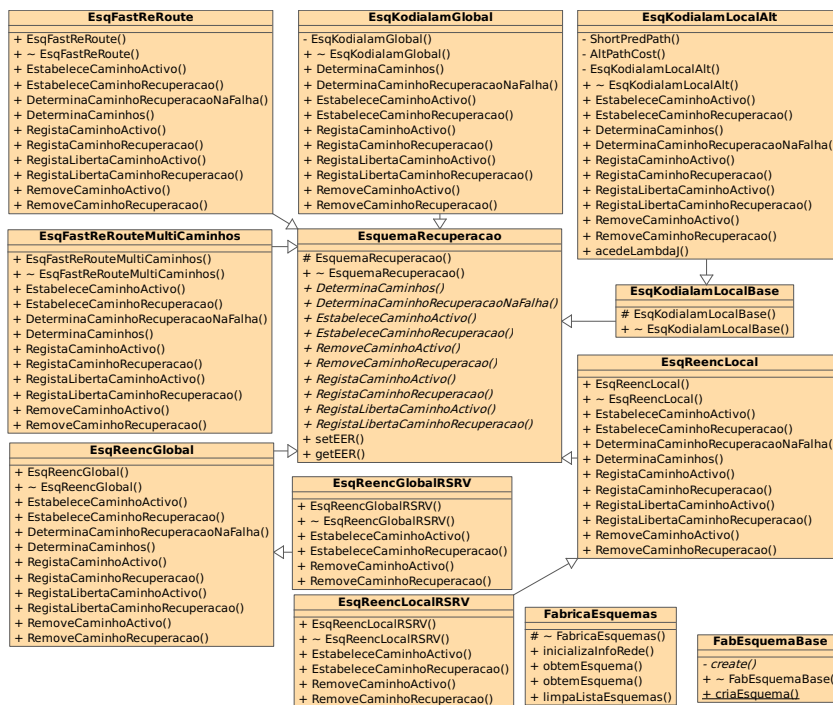 EsqFastReRoute
+ EsqFastReRoute()
+ ~ EsqFastReRoute()
+ EstabeleceCaminhoActivo()
+ EstabeleceCaminhoRecuperacao()
+ DeterminaCaminhoRecuperacaoNaFalha()
+ DeterminaCaminhos()
+ RegistaCaminhoActivo()
+ RegistaCaminhoRecuperacao()
+ RegistaLibertaCaminhoActivo()
+ RegistaLibertaCaminhoRecuperacao()
+ RemoveCaminhoActivo()
+ RemoveCaminhoRecuperacao()
EsqKodialamGlobal
- EsqKodialamGlobal()
+ ~ EsqKodialamGlobal()
+ DeterminaCaminhos()
+ DeterminaCaminhoRecuperacaoNaFalha()
+ EstabeleceCaminhoActivo()
+ EstabeleceCaminhoRecuperacao()
+ RegistaCaminhoActivo()
+ RegistaCaminhoRecuperacao()
+ RegistaLibertaCaminhoActivo()
+ RegistaLibertaCaminhoRecuperacao()
+ RemoveCaminhoActivo()
+ RemoveCaminhoRecuperacao()
EsqKodialamLocalAlt
- ShortPredPath()
- AltPathCost()
- EsqKodialamLocalAlt()
+ ~ EsqKodialamLocalAlt()
+ EstabeleceCaminhoActivo()
+ EstabeleceCaminhoRecuperacao()
+ DeterminaCaminhos()
+ DeterminaCaminhoRecuperacaoNaFalha()
+ RegistaCaminhoActivo()
+ RegistaCaminhoRecuperacao()
+ RegistaLibertaCaminhoActivo()
+ RegistaLibertaCaminhoRecuperacao()
+ RemoveCaminhoActivo()
+ RemoveCaminhoRecuperacao()
+ acedeLambdaJ()
EsqFastReRouteMultiCaminhos
+ EsqFastReRouteMultiCaminhos()
+ ~ EsqFastReRouteMultiCaminhos()
+ EstabeleceCaminhoActivo()
+ EstabeleceCaminhoRecuperacao()
+ DeterminaCaminhoRecuperacaoNaFalha()
+ DeterminaCaminhos()
+ RegistaCaminhoActivo()
+ RegistaCaminhoRecuperacao()
+ RegistaLibertaCaminhoActivo()
+ RegistaLibertaCaminhoRecuperacao()
+ RemoveCaminhoActivo()
+ RemoveCaminhoRecuperacao()
EsquemaRecuperacao
# EsquemaRecuperacao()
+ ~ EsquemaRecuperacao()
+ DeterminaCaminhos()
+ DeterminaCaminhoRecuperacaoNaFalha()
+ EstabeleceCaminhoActivo()
+ EstabeleceCaminhoRecuperacao()
+ RemoveCaminhoActivo()
+ RemoveCaminhoRecuperacao()
+ RegistaCaminhoActivo()
+ RegistaCaminhoRecuperacao()
+ RegistaLibertaCaminhoActivo()
+ RegistaLibertaCaminhoRecuperacao()
+ setEER()
+ getEER()
EsqKodialamLocalBase
# EsqKodialamLocalBase()
+ ~ EsqKodialamLocalBase()
EsqReencLocal
+ EsqReencLocal()
+ ~ EsqReencLocal()
+ EstabeleceCaminhoActivo()
+ EstabeleceCaminhoRecuperacao()
+ DeterminaCaminhoRecuperacaoNaFalha()
+ DeterminaCaminhos()
+ RegistaCaminhoActivo()
+ RegistaCaminhoRecuperacao()
+ RegistaLibertaCaminhoActivo()
+ RegistaLibertaCaminhoRecuperacao()
+ RemoveCaminhoActivo()
+ RemoveCaminhoRecuperacao()
EsqReencGlobal
+ EsqReencGlobal()
+ ~ EsqReencGlobal()
+ EstabeleceCaminhoActivo()
+ EstabeleceCaminhoRecuperacao()
+ DeterminaCaminhoRecuperacaoNaFalha()
+ DeterminaCaminhos()
+ RegistaCaminhoActivo()
+ RegistaCaminhoRecuperacao()
+ RegistaLibertaCaminhoActivo()
+ RegistaLibertaCaminhoRecuperacao()
+ RemoveCaminhoActivo()
+ RemoveCaminhoRecuperacao()
EsqReencGlobalRSRV
+ EsqReencGlobalRSRV()
+ ~ EsqReencGlobalRSRV()
+ EstabeleceCaminhoActivo()
+ EstabeleceCaminhoRecuperacao()
+ RemoveCaminhoActivo()
+ RemoveCaminhoRecuperacao()
EsqReencLocalRSRV
+ EsqReencLocalRSRV()
+ ~ EsqReencLocalRSRV()
+ EstabeleceCaminhoActivo()
+ EstabeleceCaminhoRecuperacao()
+ RemoveCaminhoActivo()
+ RemoveCaminhoRecuperacao()
FabricaEsquemas
# ~ FabricaEsquemas()
+ inicializaInfoRede()
+ obtemEsquema()
+ obtemEsquema()
+ limpaListaEsquemas()
FabEsquemaBase
- create()
+ ~ FabEsquemaBase()
+ criaEsquema()